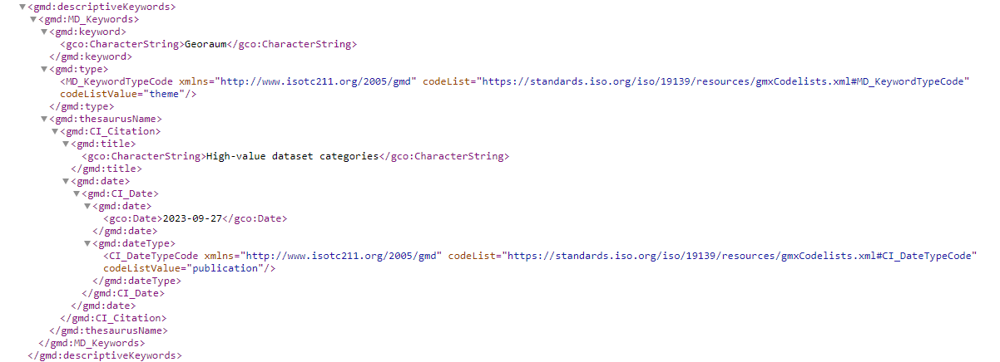 ▼<gmd:descriptiveKeywords>
▼<gmd:MD_Keywords>
▼<gmd:keyword>
<gco:CharacterString>Georaum</gco:CharacterString>
</gmd:keyword>
▼<gmd:type>
<MD_KeywordTypeCode xmlns="http://www.isotc211.org/2005/gmd" codeList="https://standards.iso.org/iso/19139/resources/gmxCodelists.xml#MD_KeywordTypeCode"
codeListValue="theme"/>
</gmd:type>
▼<gmd:thesaurusName>
▼<gmd:CI_Citation>
▼<gmd:title>
<gco:CharacterString>High-value dataset categories</gco:CharacterString>
</gmd:title>
▼<gmd:date>
▼<gmd:CI_Date>
▼<gmd:date>
<gco:Date>2023-09-27</gco:Date>
</gmd:date>
▼<gmd:dateType>
<CI_DateTypeCode xmlns="http://www.isotc211.org/2005/gmd" codeList="https://standards.iso.org/iso/19139/resources/gmxCodelists.xml#CI_DateTypeCode"
codeListValue="publication"/>
</gmd:dateType>
</gmd:CI_Date>
</gmd:date>
</gmd:CI_Citation>
</gmd:thesaurusName>
</gmd:MD_Keywords>
</gmd:descriptiveKeywords>